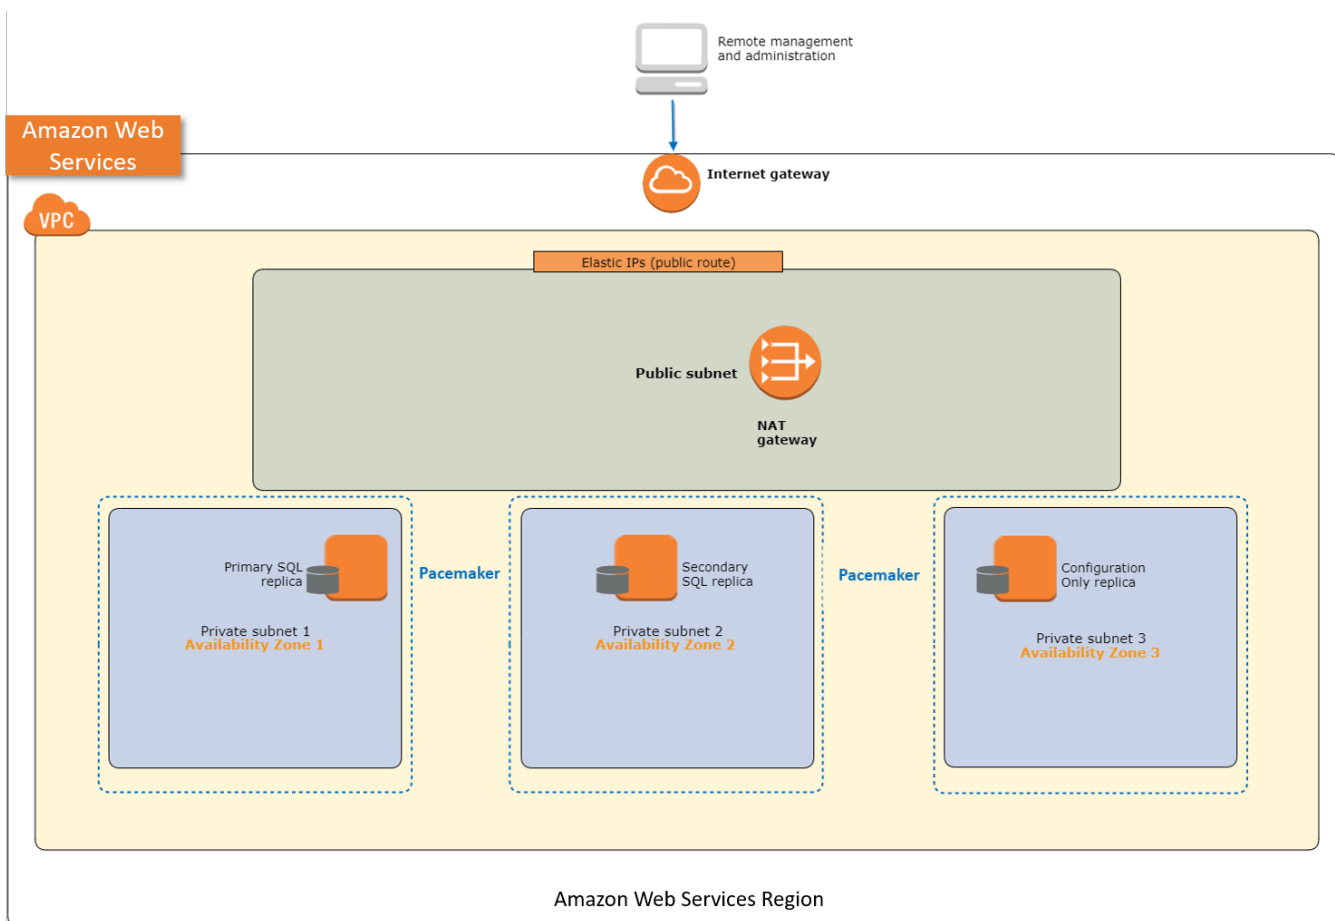 Remote management
and administration
Amazon Web
Services
Internet gateway
VPC
Elastic IPs (public route)
Public subnet
NAT
gateway
Primary SQL
replica
Pacemaker
Secondary
SQL replica
Pacemaker
Configuration
Only replica
Private subnet 1
Availability Zone 1
Private subnet 2
Availability Zone 2
Private subnet 3
Availability Zone 3
Amazon Web Services Region